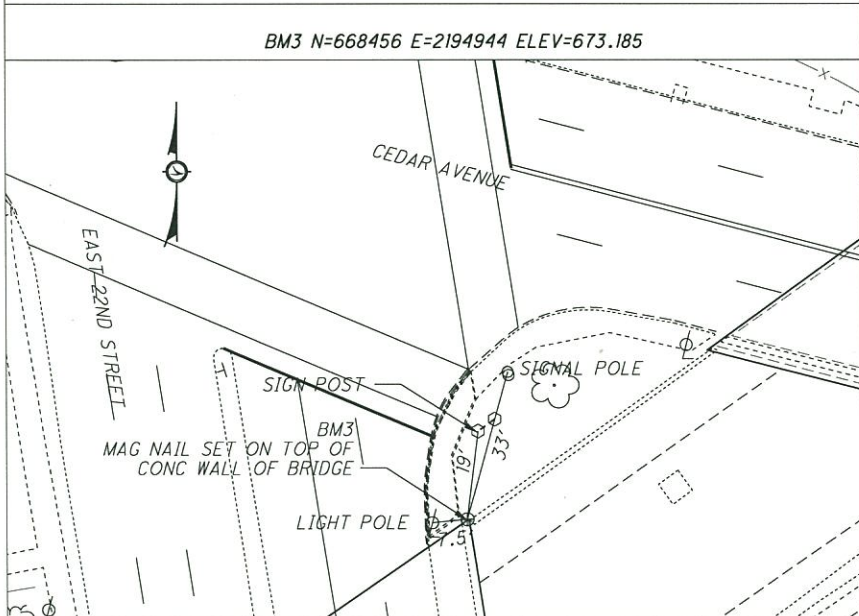 BM3 N=668456 E=2194944 ELEV=673.185
CEDAR AVENUE
EAST 22ND STREET
SIGNAL POLE
SIGN POST
BM3
MAG NAIL SET ON TOP OF
CONC WALL OF BRIDGE
19'
33'
LIGHT POLE
7.5'